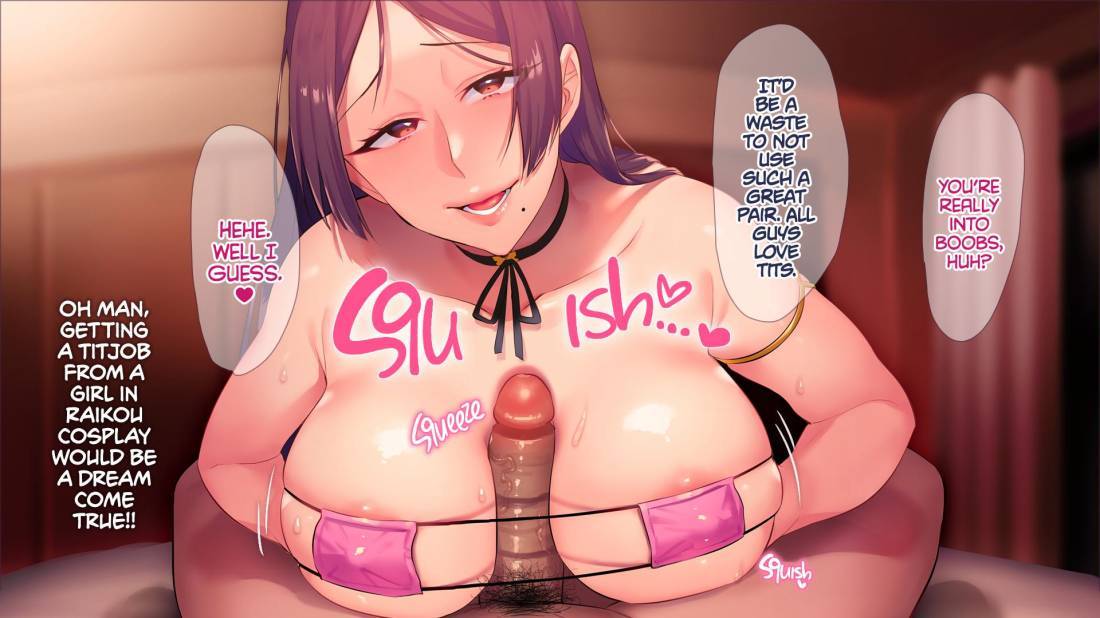 YOU'RE
REALLY
INTO
BOOBS,
HUH?
IT'D
BE A
WASTE
TO NOT
USE
SUCH A
GREAT
PAIR. ALL
GUYS
LOVE
TITS.
HEHE.
WELL I
GUESS.
♥
SQUISH...
SQUEEZE
OH MAN,
GETTING
A TITJOB
FROM A
GIRL IN
RAIKOU
COSPLAY
WOULD BE
A DREAM
COME
TRUE!!
SQUISH